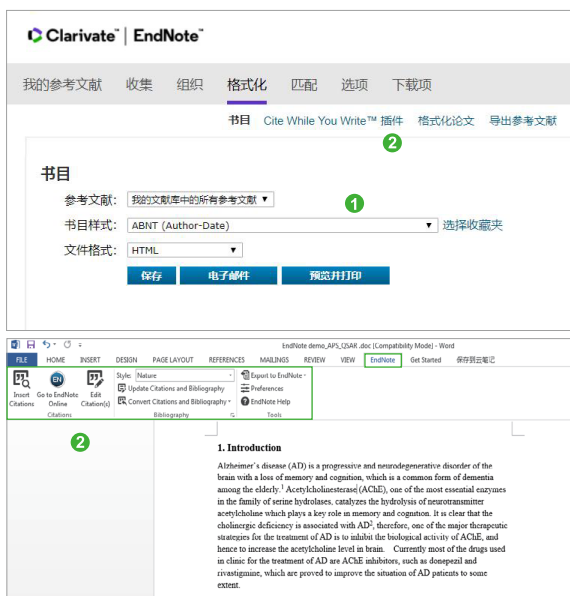 Clarivate™ | EndNote™
我的参考文献 收集 组织 格式化 匹配 选项 下载项
书目 Cite While You Write™ 插件 格式化论文 导出参考文献
2
书目
参考文献: 我的文献库中的所有参考文献
1
书目样式: ABNT (Author-Date) 选择收藏夹
文件格式: HTML
保存 电子邮件 预览并打印
EndNote demo_APS_QSAR .doc [Compatibility Mode] - Word
FILE HOME INSERT DESIGN PAGE LAYOUT REFERENCES MAILINGS REVIEW VIEW EndNote Get Started 保存到云笔记
Insert Citations
Go to EndNote Online
Edit Citation(s)
Citations
Style: Nature
Update Citations and Bibliography
Convert Citations and Bibliography
Bibliography
Export to EndNote
Preferences
EndNote Help
Tools
2
1. Introduction
Alzheimer's disease (AD) is a progressive and neurodegenerative disorder of the
brain with a loss of memory and cognition, which is a common form of dementia
among the elderly.1 Acetylcholinesterase (AChE), one of the most essential enzymes
in the family of serine hydrolases, catalyzes the hydrolysis of neurotransmitter
acetylcholine which plays a key role in memory and cognition. It is clear that the
cholinergic deficiency is associated with AD2, therefore, one of the major therapeutic
strategies for the treatment of AD is to inhibit the biological activity of AChE, and
hence to increase the acetylcholine level in brain. Currently most of the drugs used
in clinic for the treatment of AD are AChE inhibitors, such as donepezil and
rivastigmine, which are proved to improve the situation of AD patients to some
extent.